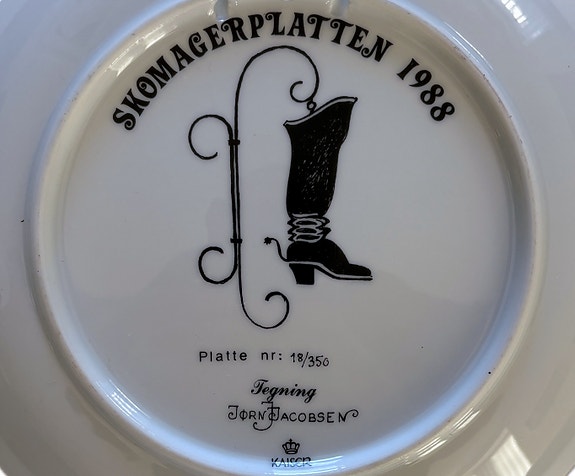 SKOMAGERPLATTEN 1988
Platte nr: 18/350
Tegning
JØRN JACOBSEN
KAISER